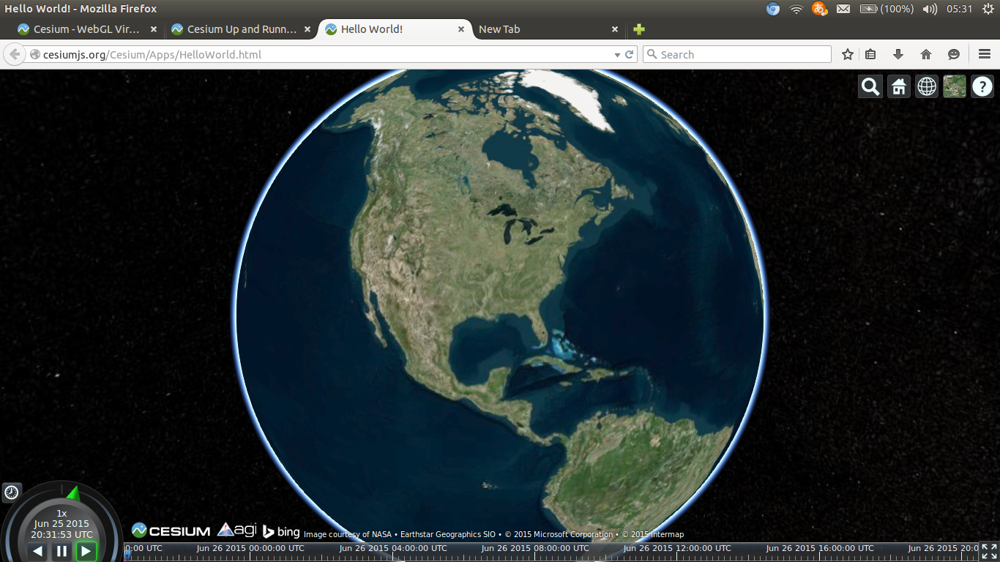 Hello World! - Mozilla Firefox
あ
(100%)
05:31
Cesium - WebGL Vir...
Cesium Up and Runn...
Hello World!
New Tab
cesiumjs.org/Cesium/Apps/HelloWorld.html
Search
?
1x
Jun 25 2015
20:31:53 UTC
CESIUM
agi
bing
Image courtesy of NASA • Earthstar Geographics SIO • © 2015 Microsoft Corporation • © 2015 Intermap
0:00 UTC
Jun 26 2015 00:00:00 UTC
Jun 26 2015 04:00:00 UTC
Jun 26 2015 08:00:00 UTC
Jun 26 2015 12:00:00 UTC
Jun 26 2015 16:00:00 UTC
Jun 26 2015 20:0